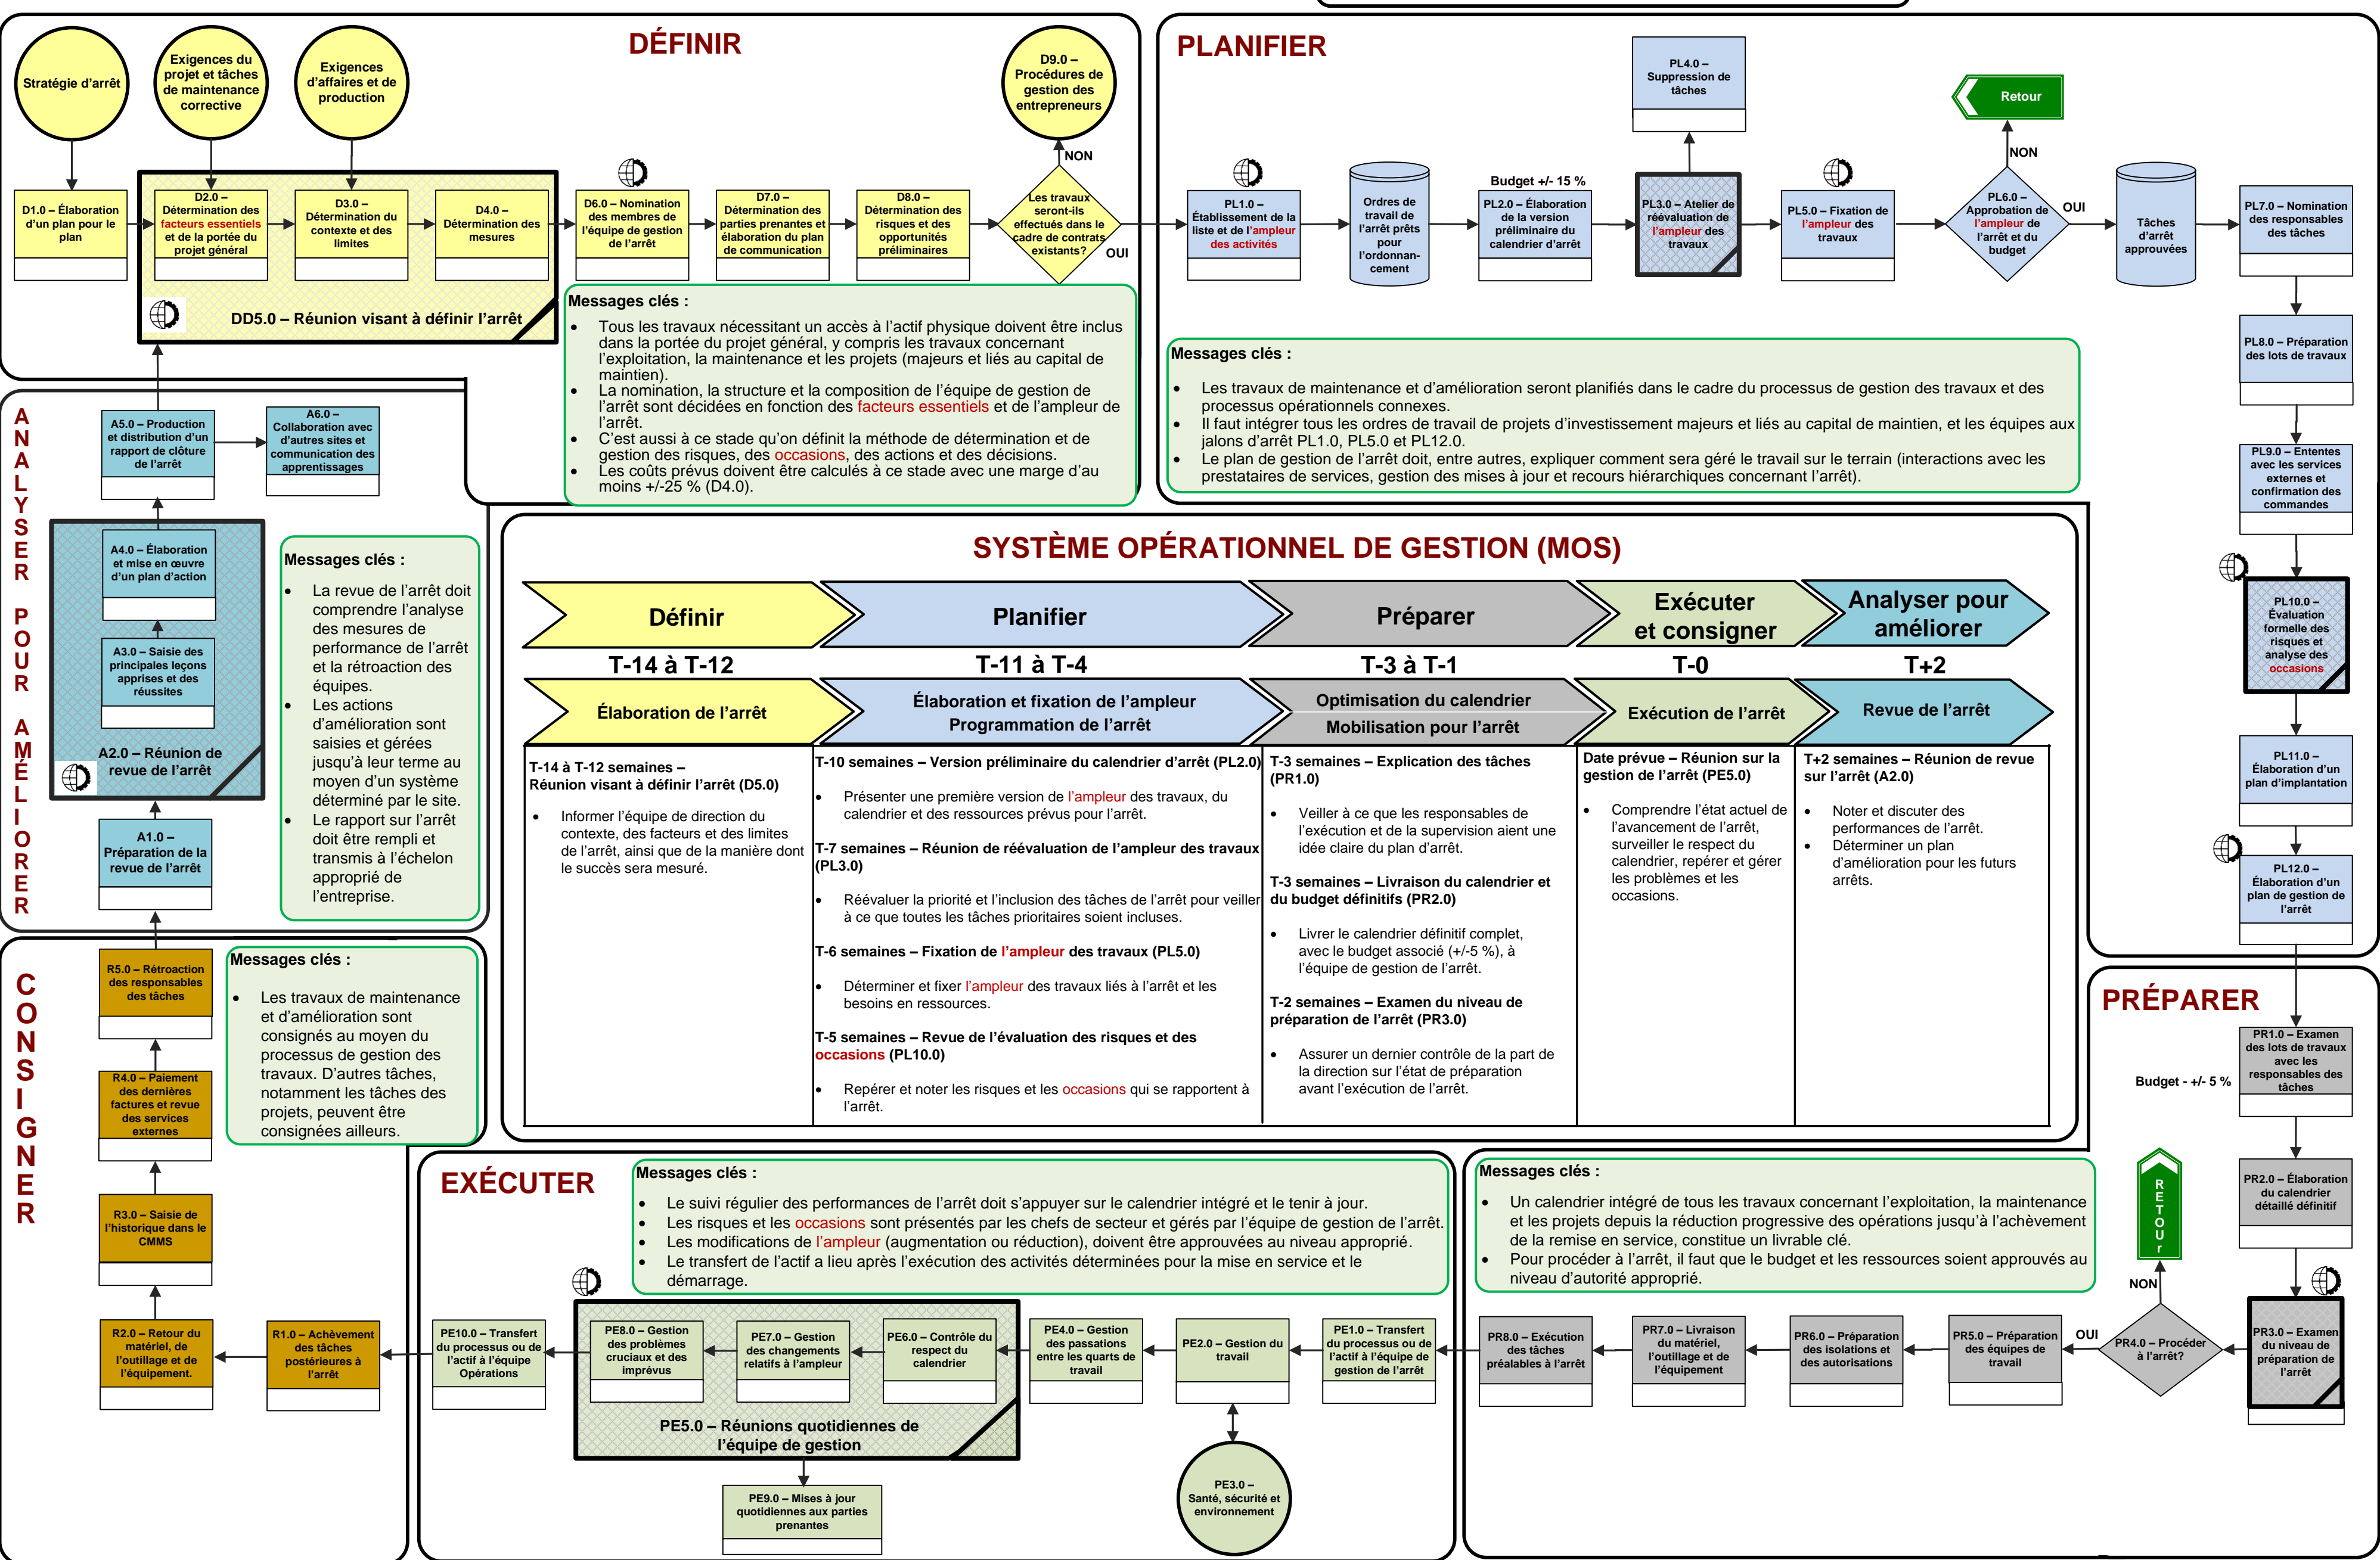 DÉFINIR
Stratégie d’arrêt
Exigences du
projet et tâches
de maintenance
corrective
Exigences
d’affaires et de
production
D9.0 –
Procédures de
gestion des
entrepreneurs
NON
D1.0 – Élaboration
d’un plan pour le
plan
D2.0 –
Détermination des
facteurs essentiels
et de la portée du
projet général
D3.0 –
Détermination du
contexte et des
limites
D4.0 –
Détermination des
mesures
DD5.0 – Réunion visant à définir l’arrêt
D6.0 – Nomination
des membres de
l’équipe de gestion
de l’arrêt
D7.0 –
Détermination des
parties prenantes et
élaboration du plan
de communication
D8.0 –
Détermination des
risques et des
opportunités
préliminaires
Les travaux
seront-ils
effectués dans le
cadre de contrats
existants?
OUI
Messages clés :
• Tous les travaux nécessitant un accès à l’actif physique doivent être inclus
dans la portée du projet général, y compris les travaux concernant
l’exploitation, la maintenance et les projets (majeurs et liés au capital de
maintien).
• La nomination, la structure et la composition de l’équipe de gestion de
l’arrêt sont décidées en fonction des facteurs essentiels et de l’ampleur de
l’arrêt.
• C’est aussi à ce stade qu’on définit la méthode de détermination et de
gestion des risques, des occasions, des actions et des décisions.
• Les coûts prévus doivent être calculés à ce stade avec une marge d’au
moins +/-25 % (D4.0).
PLANIFIER
PL1.0 –
Établissement de la
liste et de l’ampleur
des activités
Ordres de
travail de
l’arrêt prêts
pour
l’ordonnan-
cement
Budget +/- 15 %
PL2.0 – Élaboration
de la version
préliminaire du
calendrier d’arrêt
PL4.0 –
Suppression de
tâches
PL3.0 – Atelier de
réévaluation de
l’ampleur des
travaux
PL5.0 – Fixation de
l’ampleur des
travaux
Retour
NON
PL6.0 –
Approbation de
l’ampleur de
l’arrêt et du
budget
OUI
Tâches
d’arrêt
approuvées
PL7.0 – Nomination
des responsables
des tâches
PL8.0 – Préparation
des lots de travaux
PL9.0 – Ententes
avec les services
externes et
confirmation des
commandes
PL10.0 –
Évaluation
formelle des
risques et
analyse des
occasions
PL11.0 –
Élaboration d’un
plan d’implantation
PL12.0 –
Élaboration d’un
plan de gestion de
l’arrêt
Messages clés :
• Les travaux de maintenance et d’amélioration seront planifiés dans le cadre du processus de gestion des travaux et des
processus opérationnels connexes.
• Il faut intégrer tous les ordres de travail de projets d’investissement majeurs et liés au capital de maintien, et les équipes aux
jalons d’arrêt PL1.0, PL5.0 et PL12.0.
• Le plan de gestion de l’arrêt doit, entre autres, expliquer comment sera géré le travail sur le terrain (interactions avec les
prestataires de services, gestion des mises à jour et recours hiérarchiques concernant l’arrêt).
ANALYSER POUR AMÉLIORER
A5.0 – Production
et distribution d’un
rapport de clôture
de l’arrêt
A6.0 –
Collaboration avec
d’autres sites et
communication des
apprentissages
A4.0 – Élaboration
et mise en œuvre
d’un plan d’action
A3.0 – Saisie des
principales leçons
apprises et des
réussites
A2.0 – Réunion de
revue de l’arrêt
A1.0 –
Préparation de la
revue de l’arrêt
Messages clés :
• La revue de l’arrêt doit
comprendre l’analyse
des mesures de
performance de l’arrêt
et la rétroaction des
équipes.
• Les actions
d’amélioration sont
saisies et gérées
jusqu’à leur terme au
moyen d’un système
déterminé par le site.
• Le rapport sur l’arrêt
doit être rempli et
transmis à l’échelon
approprié de
l’entreprise.
SYSTÈME OPÉRATIONNEL DE GESTION (MOS)
Définir
Planifier
Préparer
Exécuter
et consigner
Analyser pour
améliorer
T-14 à T-12
T-11 à T-4
T-3 à T-1
T-0
T+2
Élaboration de l’arrêt
Élaboration et fixation de l’ampleur
Programmation de l’arrêt
Optimisation du calendrier
Mobilisation pour l’arrêt
Exécution de l’arrêt
Revue de l’arrêt
T-14 à T-12 semaines –
Réunion visant à définir l’arrêt (D5.0)
• Informer l’équipe de direction du
contexte, des facteurs et des limites
de l’arrêt, ainsi que de la manière dont
le succès sera mesuré.
T-10 semaines – Version préliminaire du calendrier d’arrêt (PL2.0)
• Présenter une première version de l’ampleur des travaux, du
calendrier et des ressources prévus pour l’arrêt.
T-7 semaines – Réunion de réévaluation de l’ampleur des travaux
(PL3.0)
• Réévaluer la priorité et l’inclusion des tâches de l’arrêt pour veiller
à ce que toutes les tâches prioritaires soient incluses.
T-6 semaines – Fixation de l’ampleur des travaux (PL5.0)
• Déterminer et fixer l’ampleur des travaux liés à l’arrêt et les
besoins en ressources.
T-5 semaines – Revue de l’évaluation des risques et des
occasions (PL10.0)
• Repérer et noter les risques et les occasions qui se rapportent à
l’arrêt.
T-3 semaines – Explication des tâches
(PR1.0)
• Veiller à ce que les responsables de
l’exécution et de la supervision aient une
idée claire du plan d’arrêt.
T-3 semaines – Livraison du calendrier et
du budget définitifs (PR2.0)
• Livrer le calendrier définitif complet,
avec le budget associé (+/-5 %), à
l’équipe de gestion de l’arrêt.
T-2 semaines – Examen du niveau de
préparation de l’arrêt (PR3.0)
• Assurer un dernier contrôle de la part de
la direction sur l’état de préparation
avant l’exécution de l’arrêt.
Date prévue – Réunion sur la
gestion de l’arrêt (PE5.0)
• Comprendre l’état actuel de
l’avancement de l’arrêt,
surveiller le respect du
calendrier, repérer et gérer
les problèmes et les
occasions.
T+2 semaines – Réunion de revue
sur l’arrêt (A2.0)
• Noter et discuter des
performances de l’arrêt.
• Déterminer un plan
d’amélioration pour les futurs
arrêts.
CONSIGNER
R5.0 – Rétroaction
des responsables
des tâches
R4.0 – Paiement
des dernières
factures et revue
des services
externes
R3.0 – Saisie de
l’historique dans le
CMMS
R2.0 – Retour du
matériel, de
l’outillage et de
l’équipement.
R1.0 – Achèvement
des tâches
postérieures à
l’arrêt
Messages clés :
• Les travaux de maintenance
et d’amélioration sont
consignés au moyen du
processus de gestion des
travaux. D’autres tâches,
notamment les tâches des
projets, peuvent être
consignées ailleurs.
EXÉCUTER
Messages clés :
• Le suivi régulier des performances de l’arrêt doit s’appuyer sur le calendrier intégré et le tenir à jour.
• Les risques et les occasions sont présentés par les chefs de secteur et gérés par l’équipe de gestion de l’arrêt.
• Les modifications de l’ampleur (augmentation ou réduction), doivent être approuvées au niveau approprié.
• Le transfert de l’actif a lieu après l’exécution des activités déterminées pour la mise en service et le
démarrage.
PE10.0 – Transfert
du processus ou de
l’actif à l’équipe
Opérations
PE8.0 – Gestion
des problèmes
cruciaux et des
imprévus
PE7.0 – Gestion
des changements
relatifs à l’ampleur
PE6.0 – Contrôle du
respect du
calendrier
PE5.0 – Réunions quotidiennes de
l’équipe de gestion
PE9.0 – Mises à jour
quotidiennes aux parties
prenantes
PE4.0 – Gestion
des passations
entre les quarts de
travail
PE2.0 – Gestion du
travail
PE3.0 –
Santé, sécurité et
environnement
PE1.0 – Transfert
du processus ou de
l’actif à l’équipe de
gestion de l’arrêt
PRÉPARER
Budget - +/- 5 %
PR1.0 – Examen
des lots de travaux
avec les
responsables des
tâches
PR2.0 – Élaboration
du calendrier
détaillé définitif
PR3.0 – Examen
du niveau de
préparation de
l’arrêt
RETOUr
NON
PR4.0 – Procéder
à l’arrêt?
OUI
PR5.0 – Préparation
des équipes de
travail
PR6.0 – Préparation
des isolations et
des autorisations
PR7.0 – Livraison
du matériel,
l’outillage et de
l’équipement
PR8.0 – Exécution
des tâches
préalables à l’arrêt
Messages clés :
• Un calendrier intégré de tous les travaux concernant l’exploitation, la maintenance
et les projets depuis la réduction progressive des opérations jusqu’à l’achèvement
de la remise en service, constitue un livrable clé.
• Pour procéder à l’arrêt, il faut que le budget et les ressources soient approuvés au
niveau d’autorité approprié.